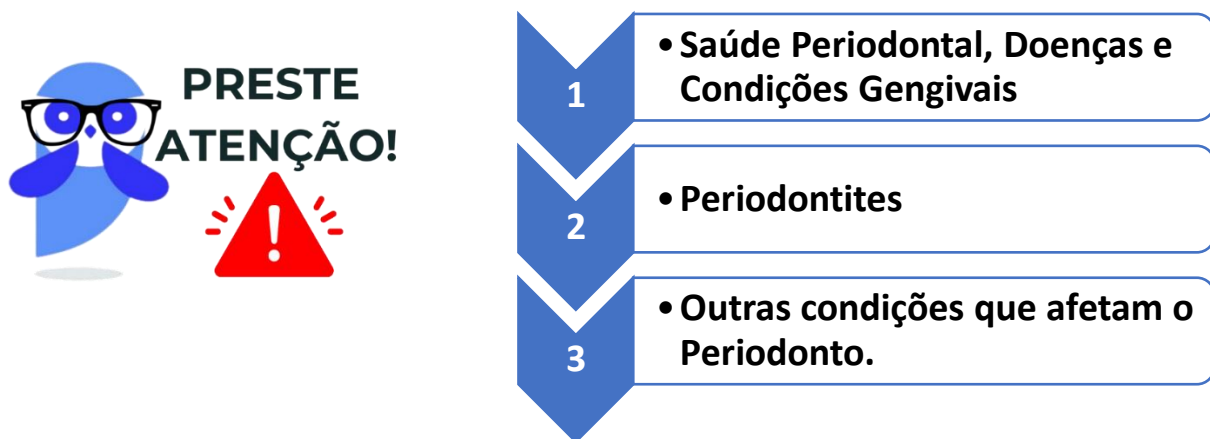 PRESTE
ATENÇÃO!
1
• Saúde Periodontal, Doenças e
Condições Gengivais
2
• Periodontites
3
• Outras condições que afetam o
Periodonto.